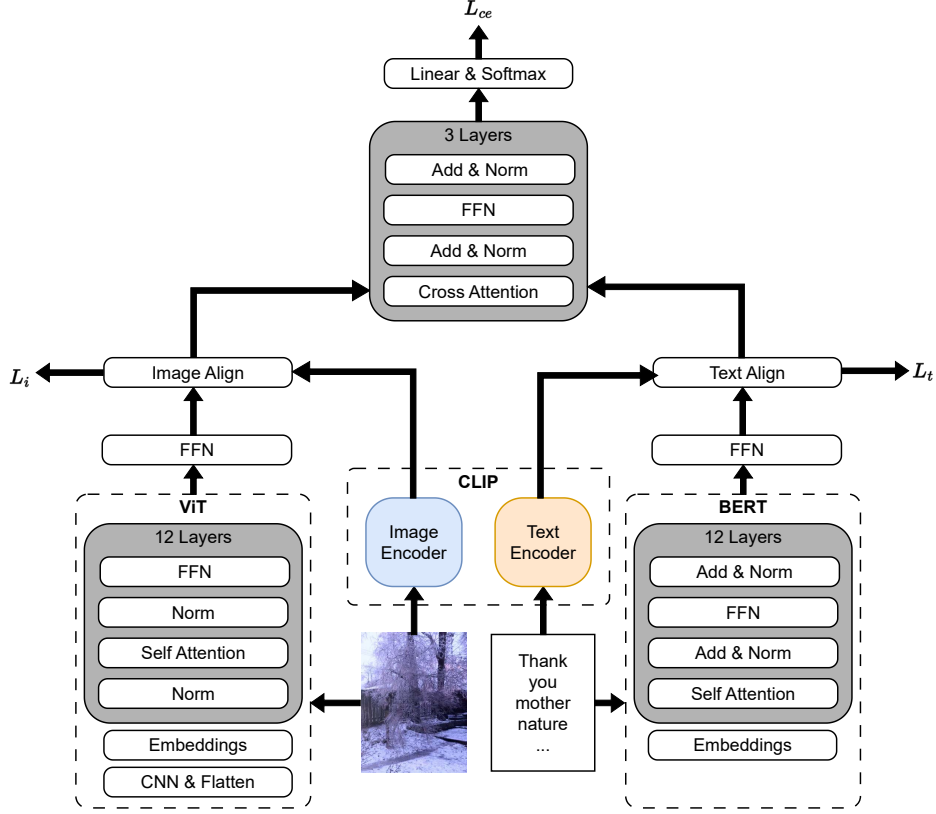 L_ce
Linear & Softmax
3 Layers
Add & Norm
FFN
Add & Norm
Cross Attention
L_i
Image Align
Text Align
L_t
FFN
FFN
CLIP
Image
Encoder
Text
Encoder
ViT
12 Layers
FFN
Norm
Self Attention
Norm
Embeddings
CNN & Flatten
Thank
you
mother
nature
...
BERT
12 Layers
Add & Norm
FFN
Add & Norm
Self Attention
Embeddings